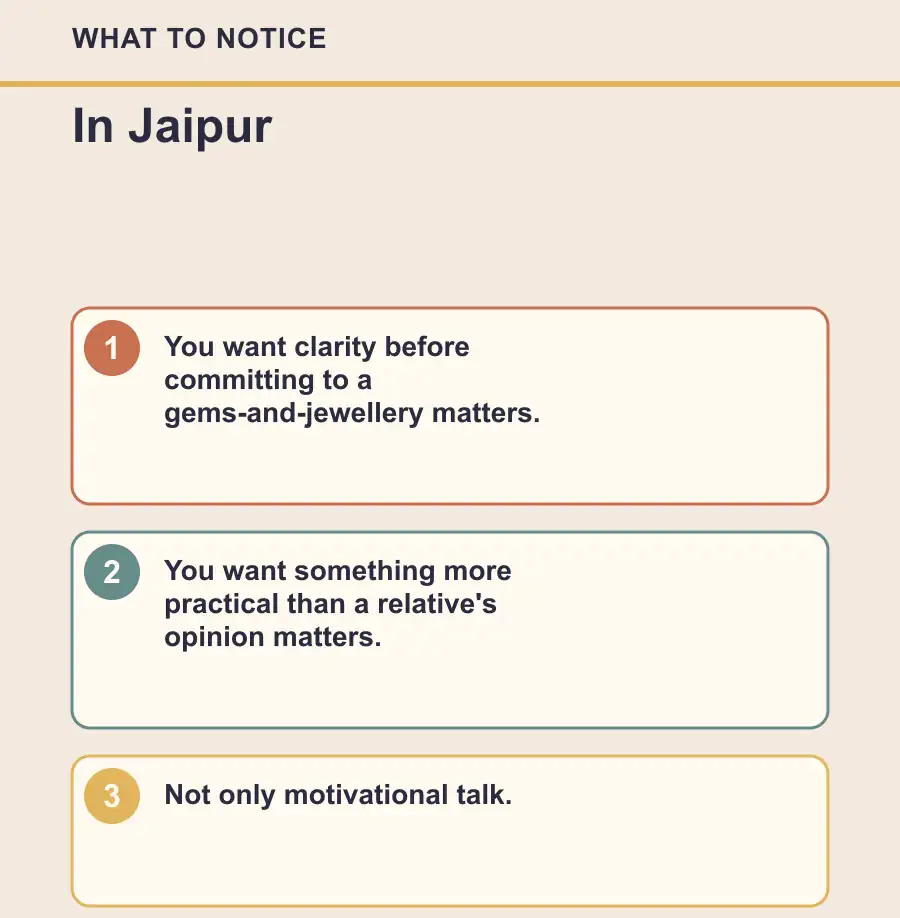 WHAT TO NOTICE
In Jaipur
1
You want clarity before
committing to a
gems-and-jewellery matters.
2
You want something more
practical than a relative's
opinion matters.
3
Not only motivational talk.